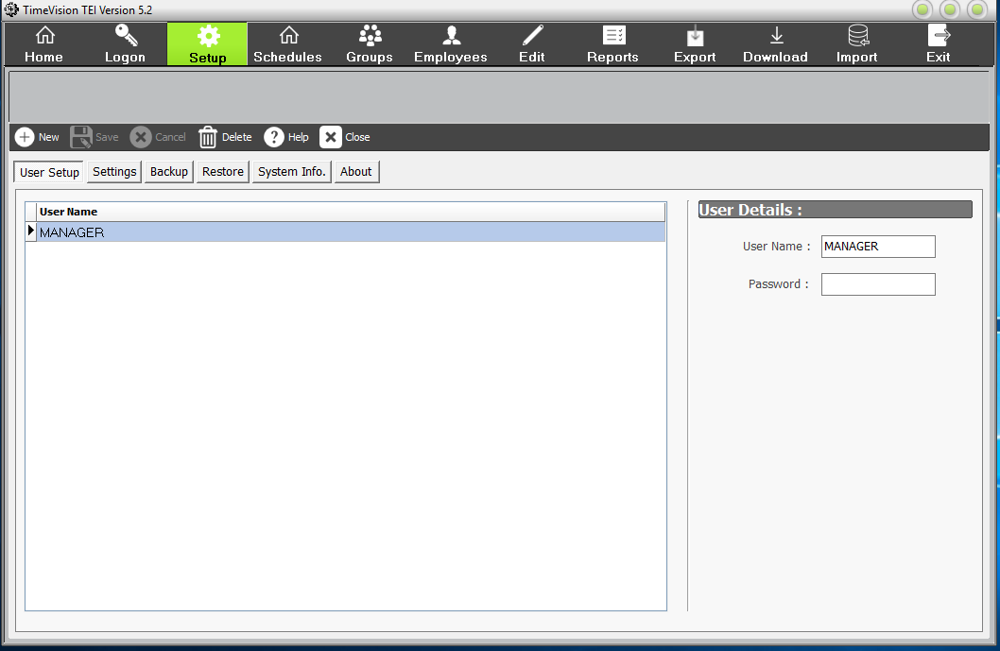 TimeVision TEI Version 5.2
Home Logon Setup Schedules Groups Employees Edit Reports Export Download Import Exit
New Save Cancel Delete Help Close
User Setup Settings Backup Restore System Info. About
User Name
MANAGER
User Details :
User Name : MANAGER
Password :